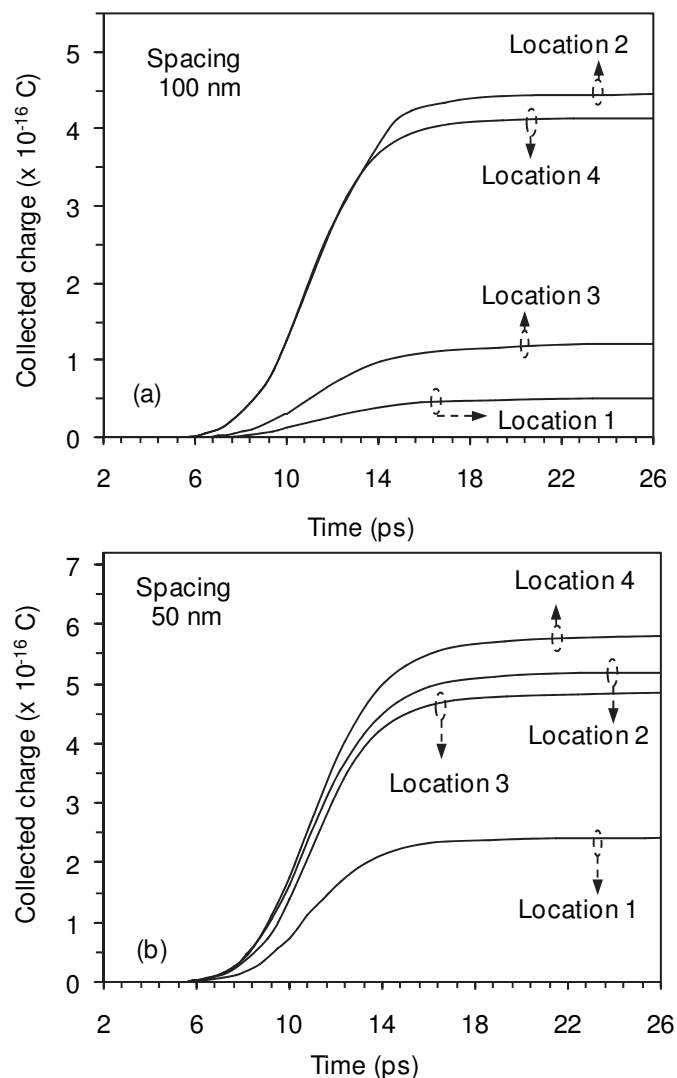 5
4
3
2
1
0
Collected charge (x 10-16 C)
Spacing
100 nm
Location 2
Location 4
Location 3
Location 1
(a)
2 6 10 14 18 22 26
Time (ps)
7
6
5
4
3
2
1
0
Collected charge (x 10-16 C)
Spacing
50 nm
Location 4
Location 2
Location 3
Location 1
(b)
2 6 10 14 18 22 26
Time (ps)